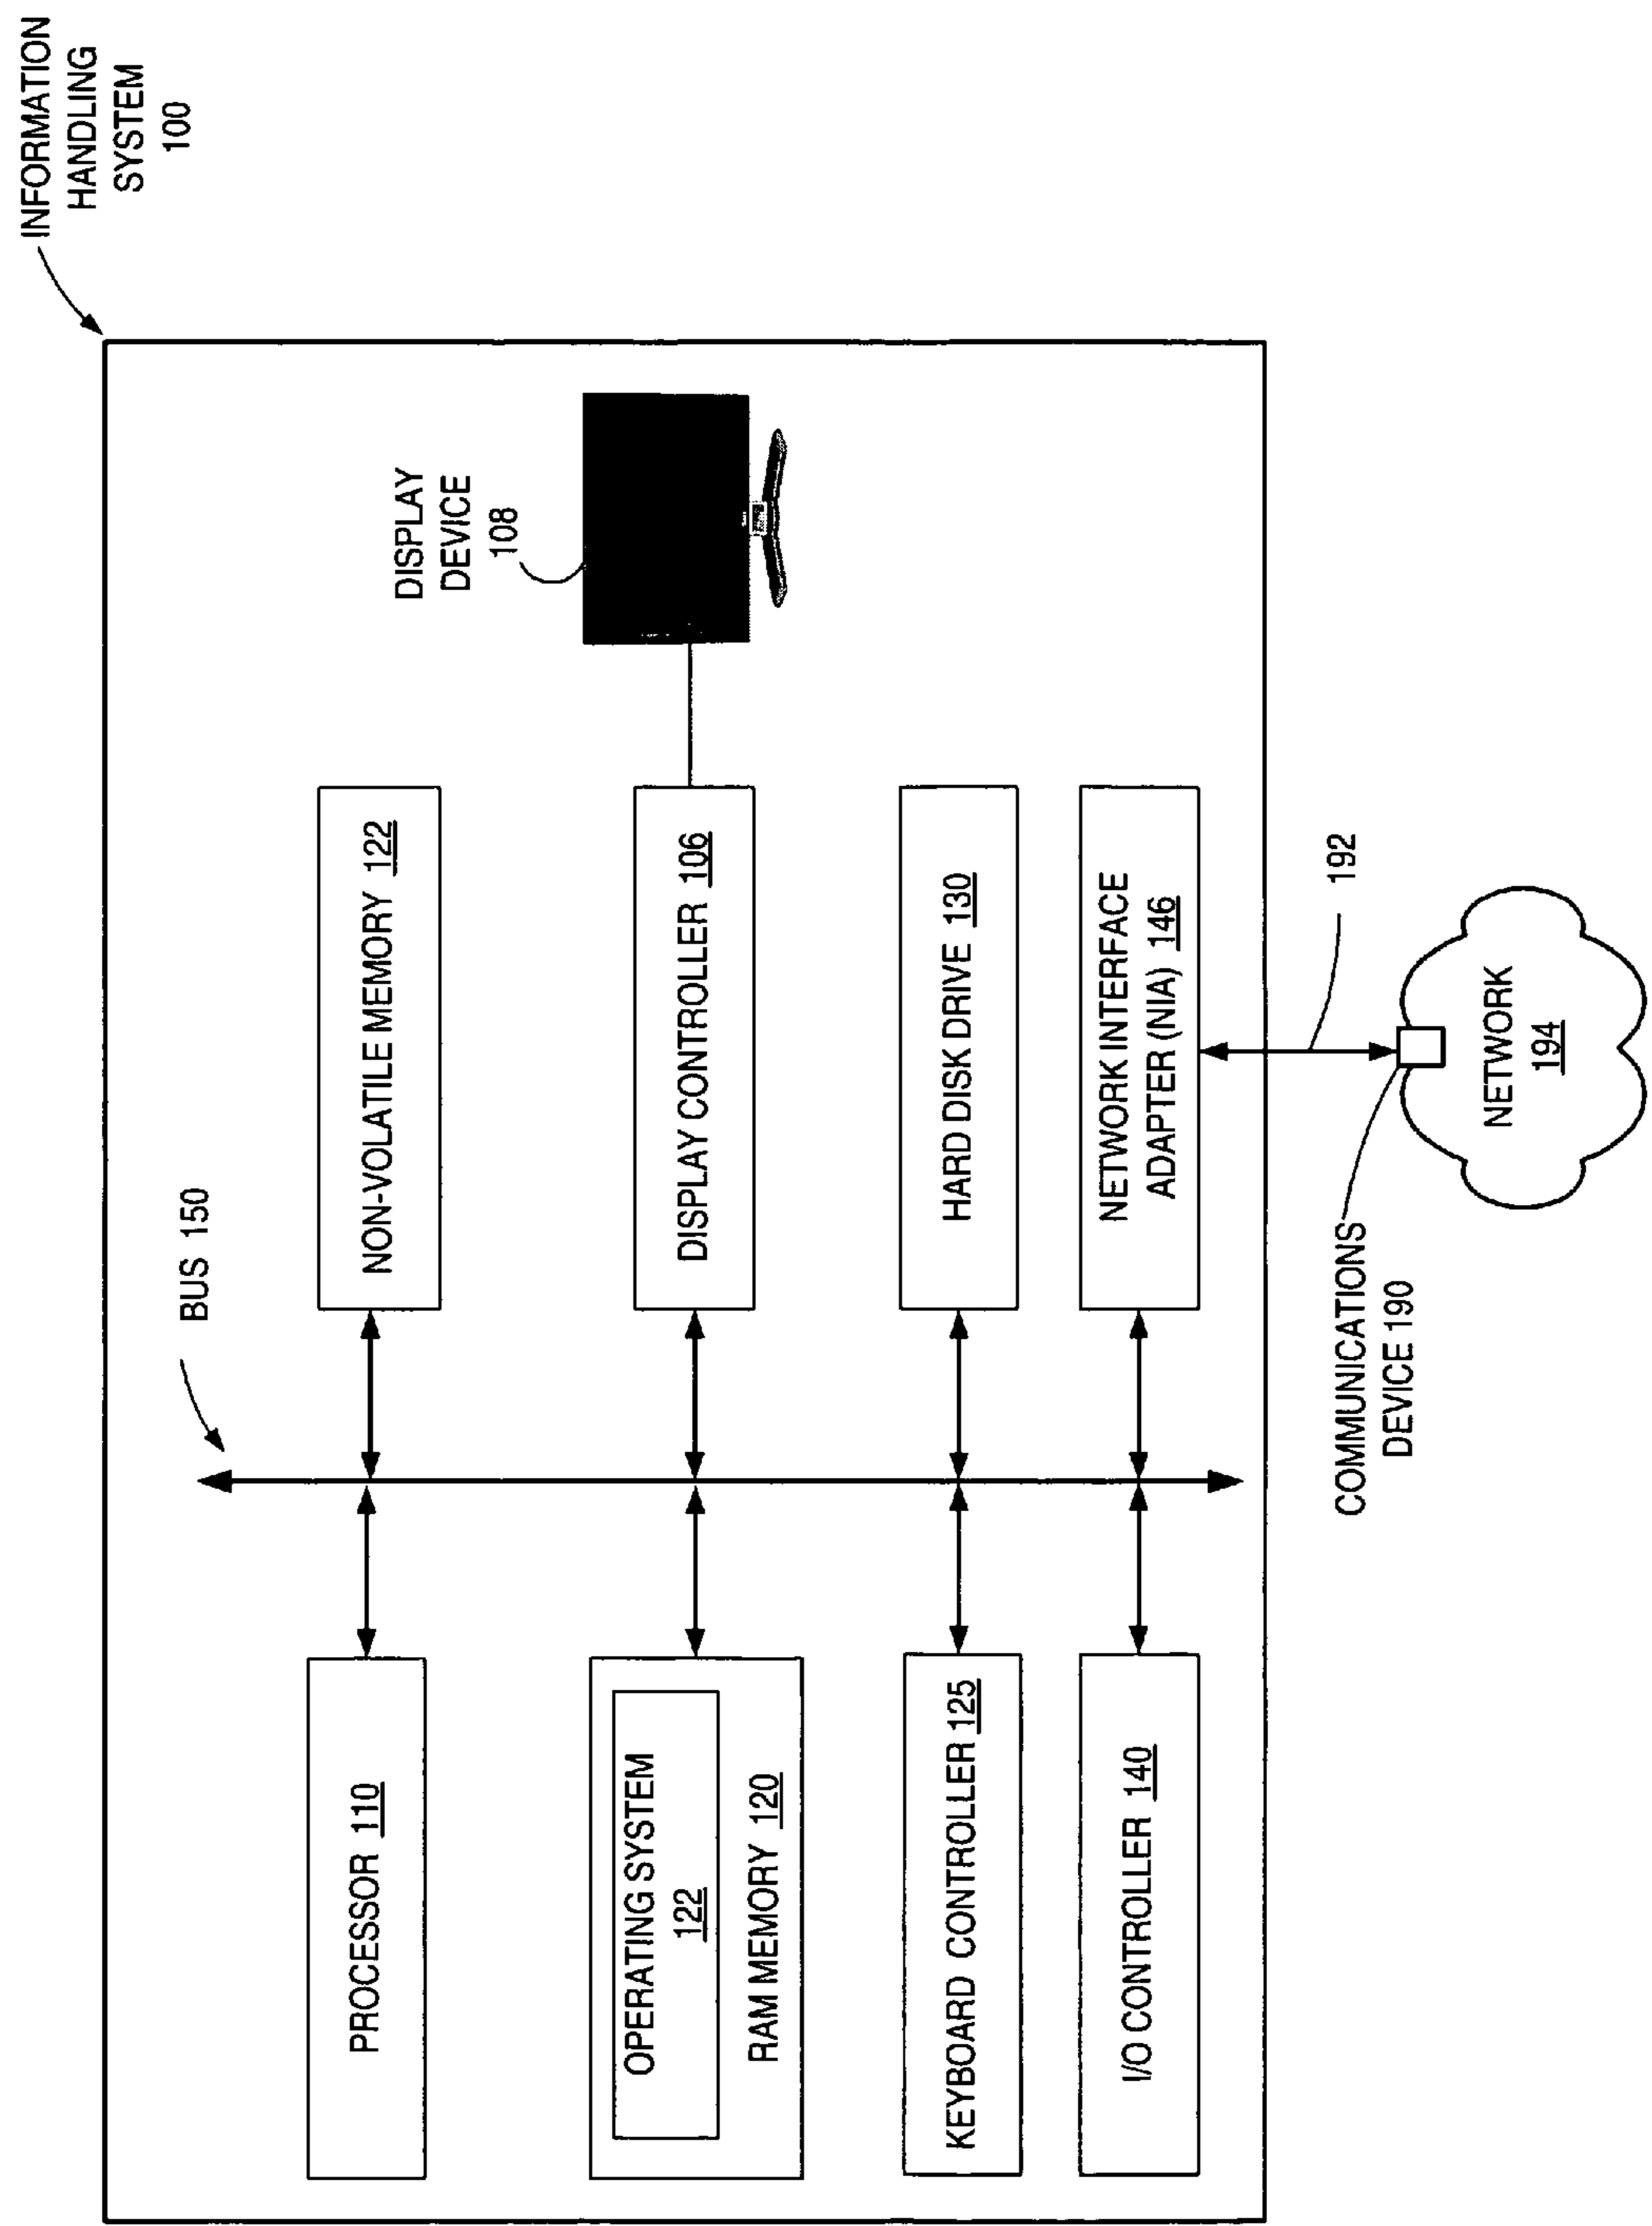 INFORMATION
HANDLING
SYSTEM
100
BUS 150
PROCESSOR 110
NON-VOLATILE MEMORY 122
DISPLAY
DEVICE
108
OPERATING SYSTEM
122
RAM MEMORY 120
DISPLAY CONTROLLER 106
KEYBOARD CONTROLLER 125
HARD DISK DRIVE 130
I/O CONTROLLER 140
NETWORK INTERFACE
ADAPTER (NIA) 146
192
COMMUNICATIONS
DEVICE 190
NETWORK
194